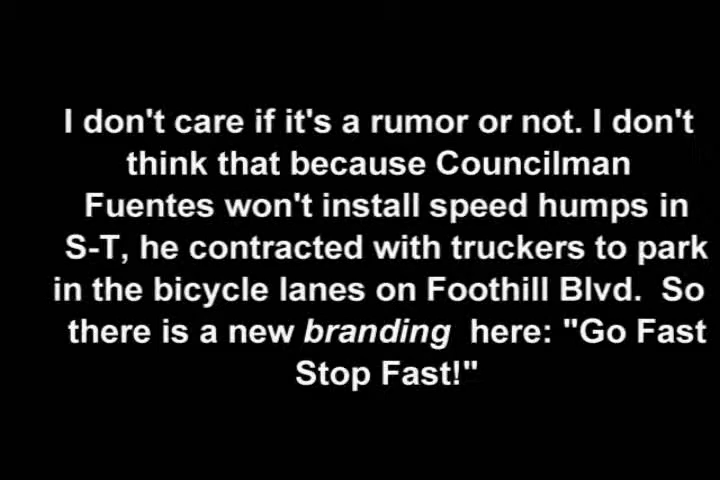 I don't care if it's a rumor or not. I don't
think that because Councilman
Fuentes won't install speed humps in
S-T, he contracted with truckers to park
in the bicycle lanes on Foothill Blvd.  So
there is a new branding  here: "Go Fast
Stop Fast!"